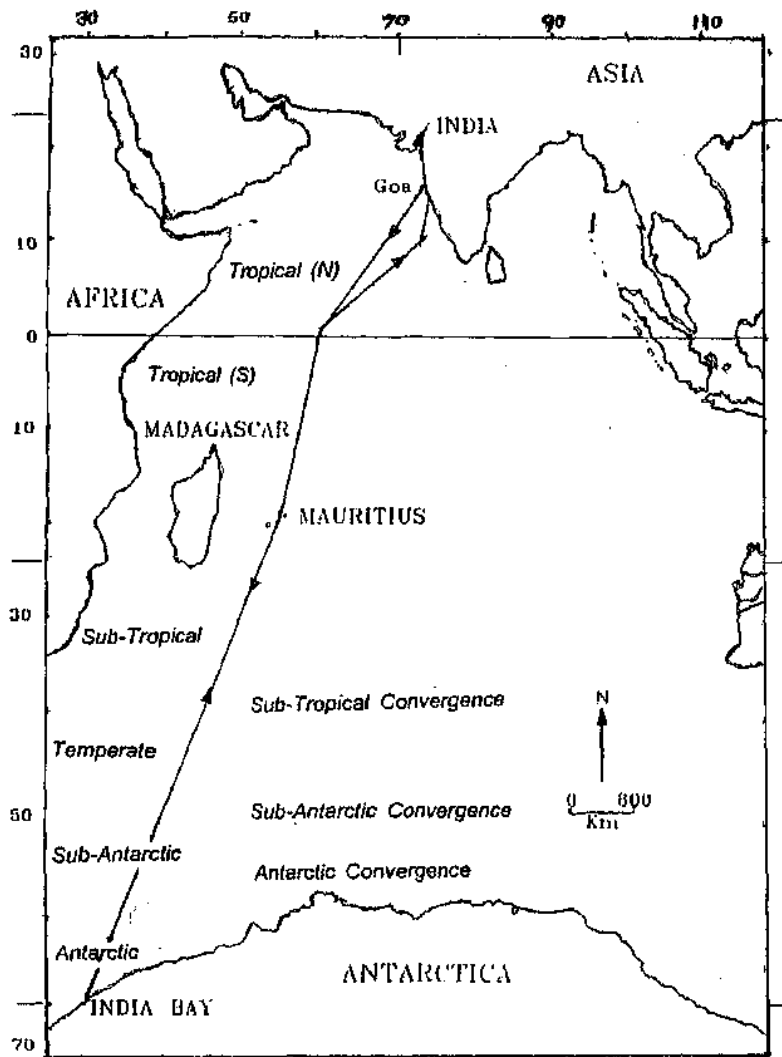 30 50 70 90 110
30
ASIA
INDIA
Goa
10
Tropical (N)
AFRICA
0
Tropical (S)
10
MADAGASCAR
MAURITIUS
30
Sub-Tropical
Sub-Tropical Convergence
N
Temperate
50
Sub-Antarctic Convergence
0 600
Km
Sub-Antarctic
Antarctic Convergence
Antarctic
ANTARCTICA
INDIA BAY
70